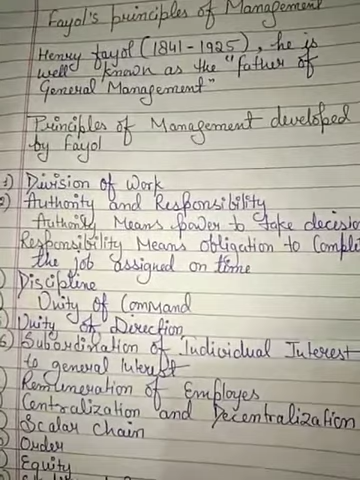 Fayol's principles of Management
Henry fayol (1841-1925), he is
well known as the "father of
General Management"
Principles of Management developed
by Fayol
1) Division of Work
2) Authority and Responsibility
Authority Means power to take decision
Responsibility Means obligation to Complet
the job assigned on time
Discipline
Unity of Command
Unity of Direction
6) Subordination of Individual Interest
to general Interest
Remuneration of Employes
Centralization and Decentralization
Scalar Chain
Order
Equity